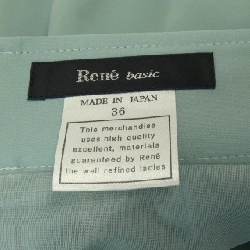 René basic
MADE IN JAPAN
36
This merchandise
uses high quality
excellent, materials
guaranteed by René
the well refined tastes